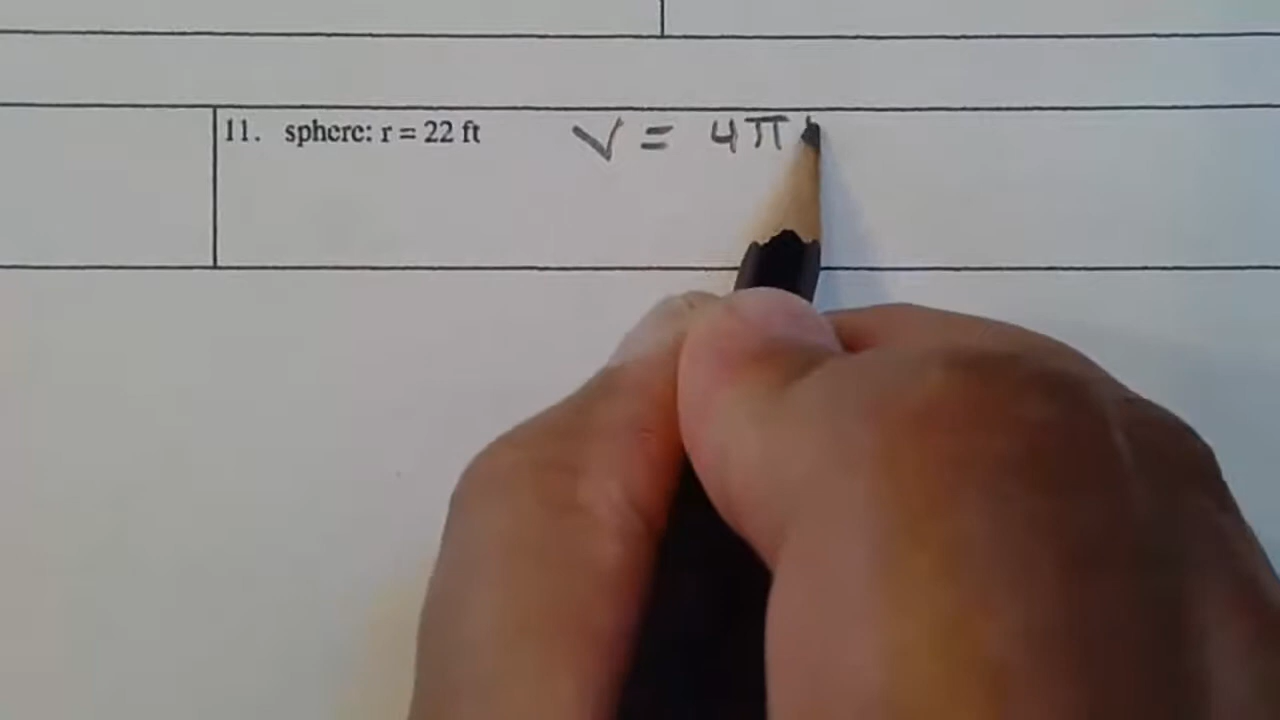 11. sphere: r = 22 ft V = 4π